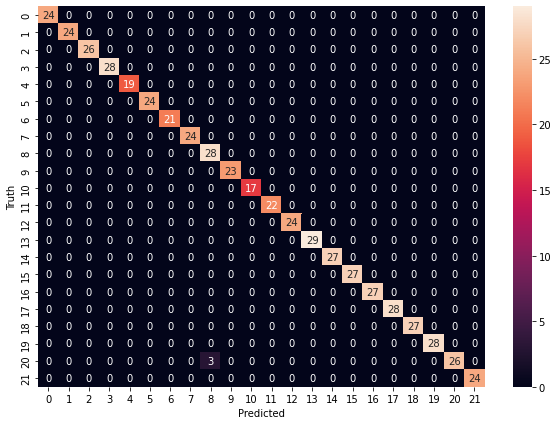 0 24 0 0 0 0 0 0 0 0 0 0 0 0 0 0 0 0 0 0 0 0 0
1 0 24 0 0 0 0 0 0 0 0 0 0 0 0 0 0 0 0 0 0 0 0
2 0 0 26 0 0 0 0 0 0 0 0 0 0 0 0 0 0 0 0 0 0 0
3 0 0 0 28 0 0 0 0 0 0 0 0 0 0 0 0 0 0 0 0 0 0
4 0 0 0 0 19 0 0 0 0 0 0 0 0 0 0 0 0 0 0 0 0 0
5 0 0 0 0 0 24 0 0 0 0 0 0 0 0 0 0 0 0 0 0 0 0
6 0 0 0 0 0 0 21 0 0 0 0 0 0 0 0 0 0 0 0 0 0 0
7 0 0 0 0 0 0 0 24 0 0 0 0 0 0 0 0 0 0 0 0 0 0
8 0 0 0 0 0 0 0 0 28 0 0 0 0 0 0 0 0 0 0 0 0 0
9 0 0 0 0 0 0 0 0 0 23 0 0 0 0 0 0 0 0 0 0 0 0
10 0 0 0 0 0 0 0 0 0 0 17 0 0 0 0 0 0 0 0 0 0 0
Truth
11 0 0 0 0 0 0 0 0 0 0 0 22 0 0 0 0 0 0 0 0 0 0
12 0 0 0 0 0 0 0 0 0 0 0 0 24 0 0 0 0 0 0 0 0 0
13 0 0 0 0 0 0 0 0 0 0 0 0 0 29 0 0 0 0 0 0 0 0
14 0 0 0 0 0 0 0 0 0 0 0 0 0 0 27 0 0 0 0 0 0 0
15 0 0 0 0 0 0 0 0 0 0 0 0 0 0 0 27 0 0 0 0 0 0
16 0 0 0 0 0 0 0 0 0 0 0 0 0 0 0 0 27 0 0 0 0 0
17 0 0 0 0 0 0 0 0 0 0 0 0 0 0 0 0 0 28 0 0 0 0
18 0 0 0 0 0 0 0 0 0 0 0 0 0 0 0 0 0 0 27 0 0 0
19 0 0 0 0 0 0 0 0 0 0 0 0 0 0 0 0 0 0 0 28 0 0
20 0 0 0 0 0 0 0 0 3 0 0 0 0 0 0 0 0 0 0 0 26 0
21 0 0 0 0 0 0 0 0 0 0 0 0 0 0 0 0 0 0 0 0 0 24
0 1 2 3 4 5 6 7 8 9 10 11 12 13 14 15 16 17 18 19 20 21
Predicted
25
20
15
10
5
0